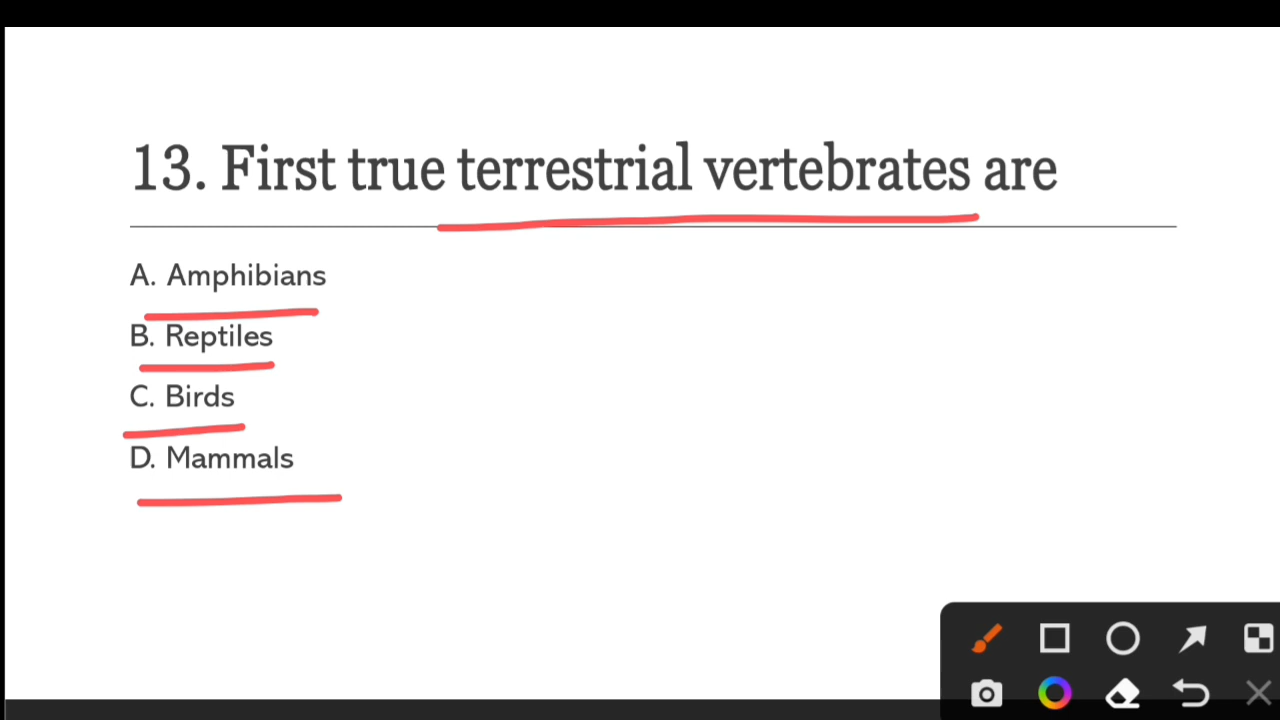 13. First true terrestrial vertebrates are
A. Amphibians
B. Reptiles
C. Birds
D. Mammals